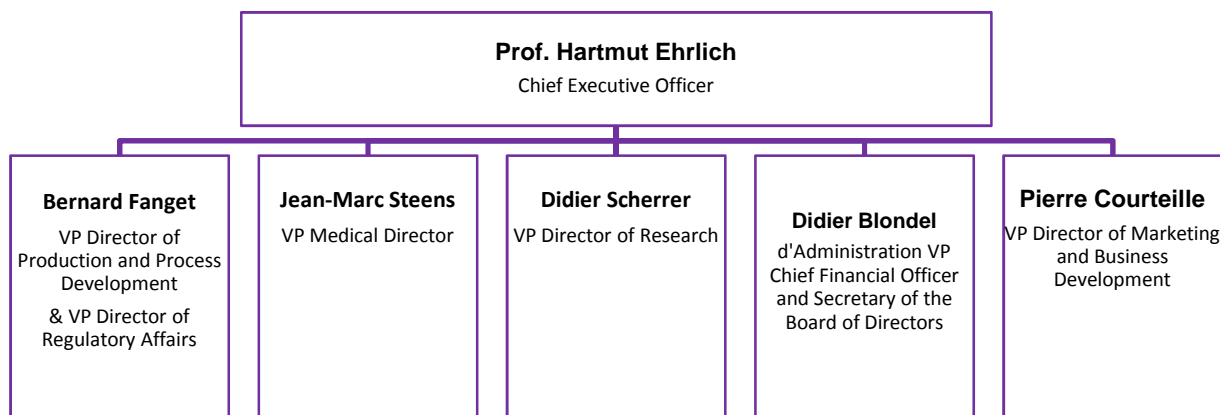 Prof. Hartmut Ehrlich
Chief Executive Officer
Bernard Fanget
VP Director of
Production and Process
Development
& VP Director of
Regulatory Affairs
Jean-Marc Steens
VP Medical Director
Didier Scherrer
VP Director of Research
Didier Blondel
d'Administration VP
Chief Financial Officer
and Secretary of the
Board of Directors
Pierre Courteille
VP Director of Marketing
and Business
Development